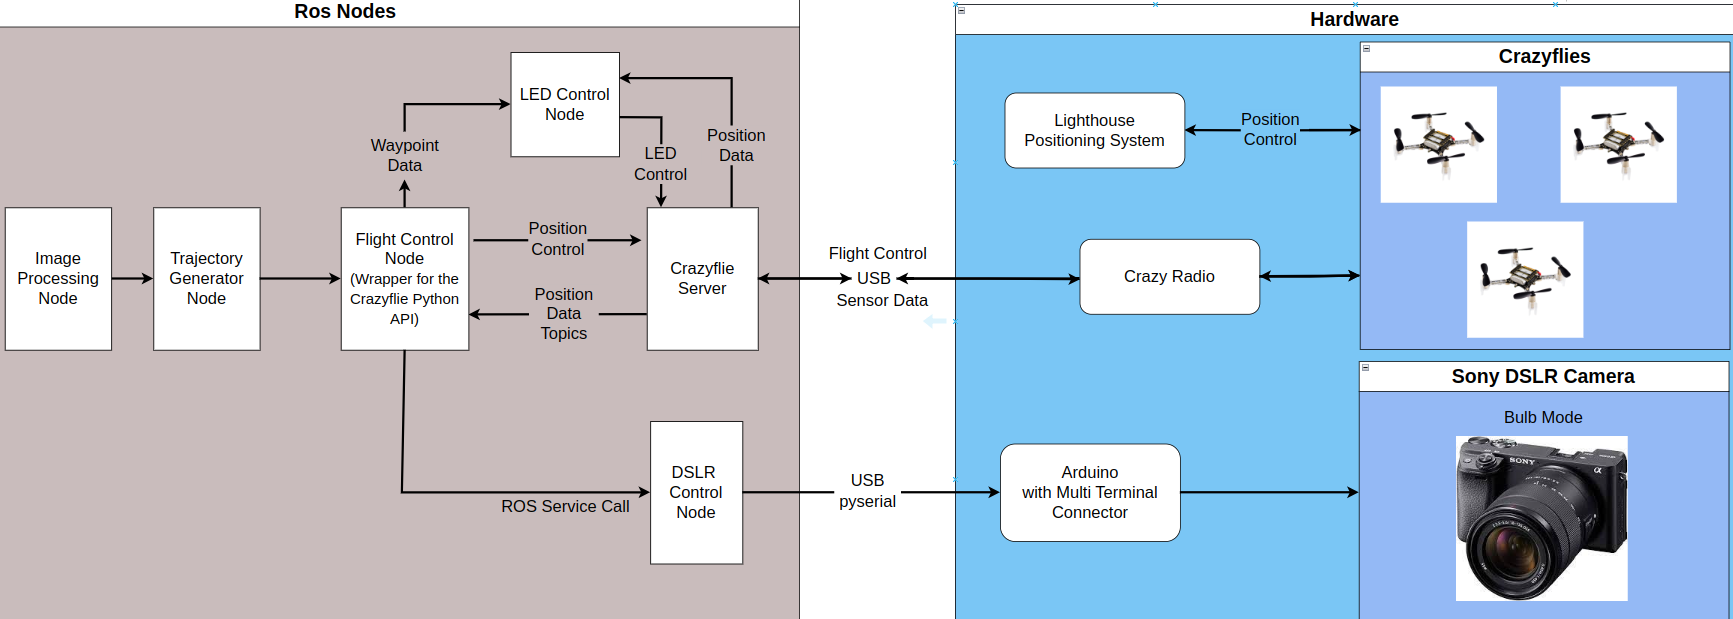 Ros Nodes
LED Control
Node
Waypoint
Data
LED
Control
Position
Data
Image
Processing
Node
Trajectory
Generator
Node
Flight Control
Node
(Wrapper for the
Crazyflie Python
API)
Position
Control
Position
Data
Topics
Crazyflie
Server
ROS Service Call
DSLR
Control
Node
Flight Control
USB
Sensor Data
USB
pyserial
Hardware
Lighthouse
Positioning System
Position
Control
Crazy Radio
Arduino
with Multi Terminal
Connector
Crazyflies
Sony DSLR Camera
Bulb Mode
SONY
α